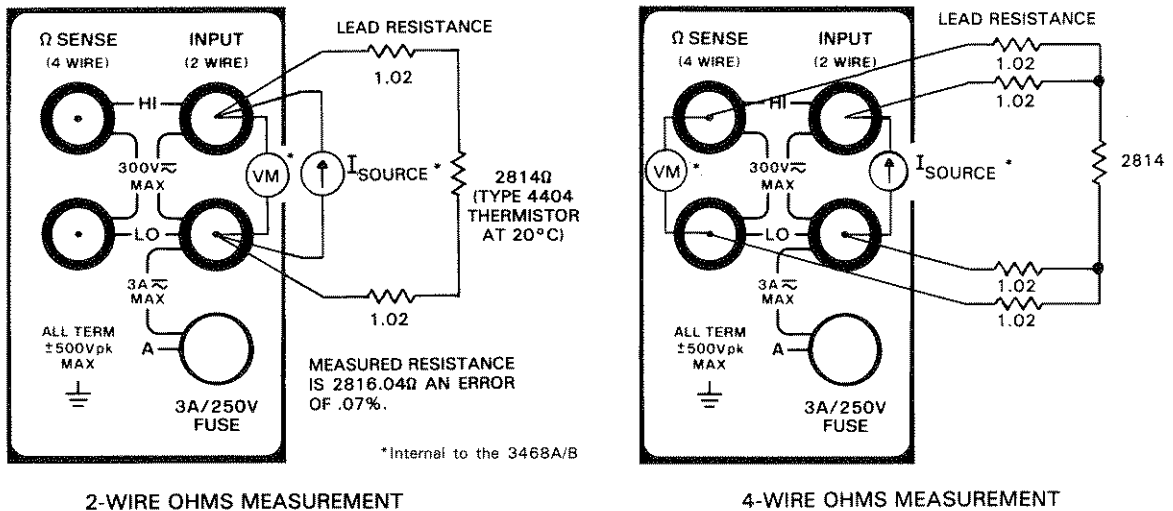 Ω SENSE
(4 WIRE)
INPUT
(2 WIRE)
HI
300V⎓
MAX
LO
3A⎓
MAX
ALL TERM
±500Vpk
MAX
A
3A/250V
FUSE
VM
*
I SOURCE *
LEAD RESISTANCE
1.02
2814Ω
(TYPE 4404
THERMISTOR
AT 20°C)
1.02
MEASURED RESISTANCE
IS 2816.04Ω AN ERROR
OF .07%.
*Internal to the 3468A/B
2-WIRE OHMS MEASUREMENT
Ω SENSE
(4 WIRE)
INPUT
(2 WIRE)
HI
VM
*
300V⎓
MAX
I SOURCE *
LO
3A⎓
MAX
ALL TERM
±500Vpk
MAX
A
3A/250V
FUSE
LEAD RESISTANCE
1.02
1.02
2814
1.02
1.02
4-WIRE OHMS MEASUREMENT